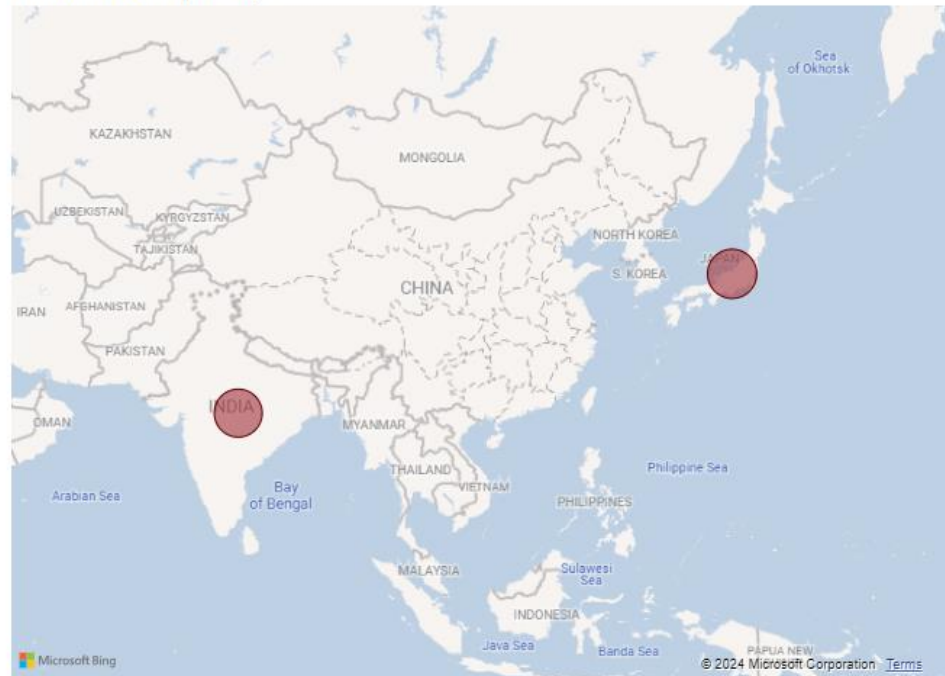 Sea
of Okhotsk
KAZAKHSTAN
MONGOLIA
UZBEKISTAN
KYRGYZSTAN
TAJIKISTAN
NORTH KOREA
JAPAN
S. KOREA
CHINA
IRAN
AFGHANISTAN
PAKISTAN
INDIA
OMAN
MYANMAR
THAILAND
VIETNAM
Philippine Sea
Arabian Sea
Bay
of Bengal
PHILIPPINES
MALAYSIA
Sulawesi
Sea
INDONESIA
Java Sea
Banda Sea
PAPUA NEW
Microsoft Bing
© 2024 Microsoft Corporation Terms